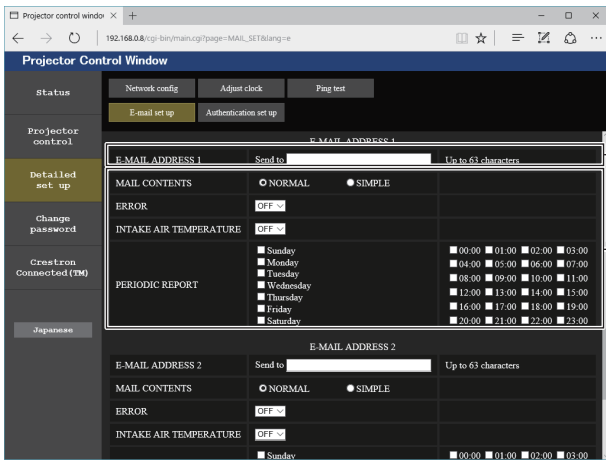 Projector control windo
192.168.0.8/cgi-bin/main.cgi?page=MAIL_SET&lang=e
Projector Control Window
Status
Projector
control
Detailed
set up
Change
password
Crestron
Connected(TM)
Japanese
Network config Adjust clock Ping test
E-mail set up Authentication set up
E-MAIL ADDRESS 1
E-MAIL ADDRESS 1 Send to Up to 63 characters
MAIL CONTENTS NORMAL SIMPLE
ERROR OFF
INTAKE AIR TEMPERATURE OFF
PERIODIC REPORT
Sunday
Monday
Tuesday
Wednesday
Thursday
Friday
Saturday
00:00 01:00 02:00 03:00
04:00 05:00 06:00 07:00
08:00 09:00 10:00 11:00
12:00 13:00 14:00 15:00
16:00 17:00 18:00 19:00
20:00 21:00 22:00 23:00
E-MAIL ADDRESS 2
E-MAIL ADDRESS 2 Send to Up to 63 characters
MAIL CONTENTS NORMAL SIMPLE
ERROR OFF
INTAKE AIR TEMPERATURE OFF
Sunday 00:00 01:00 02:00 03:00